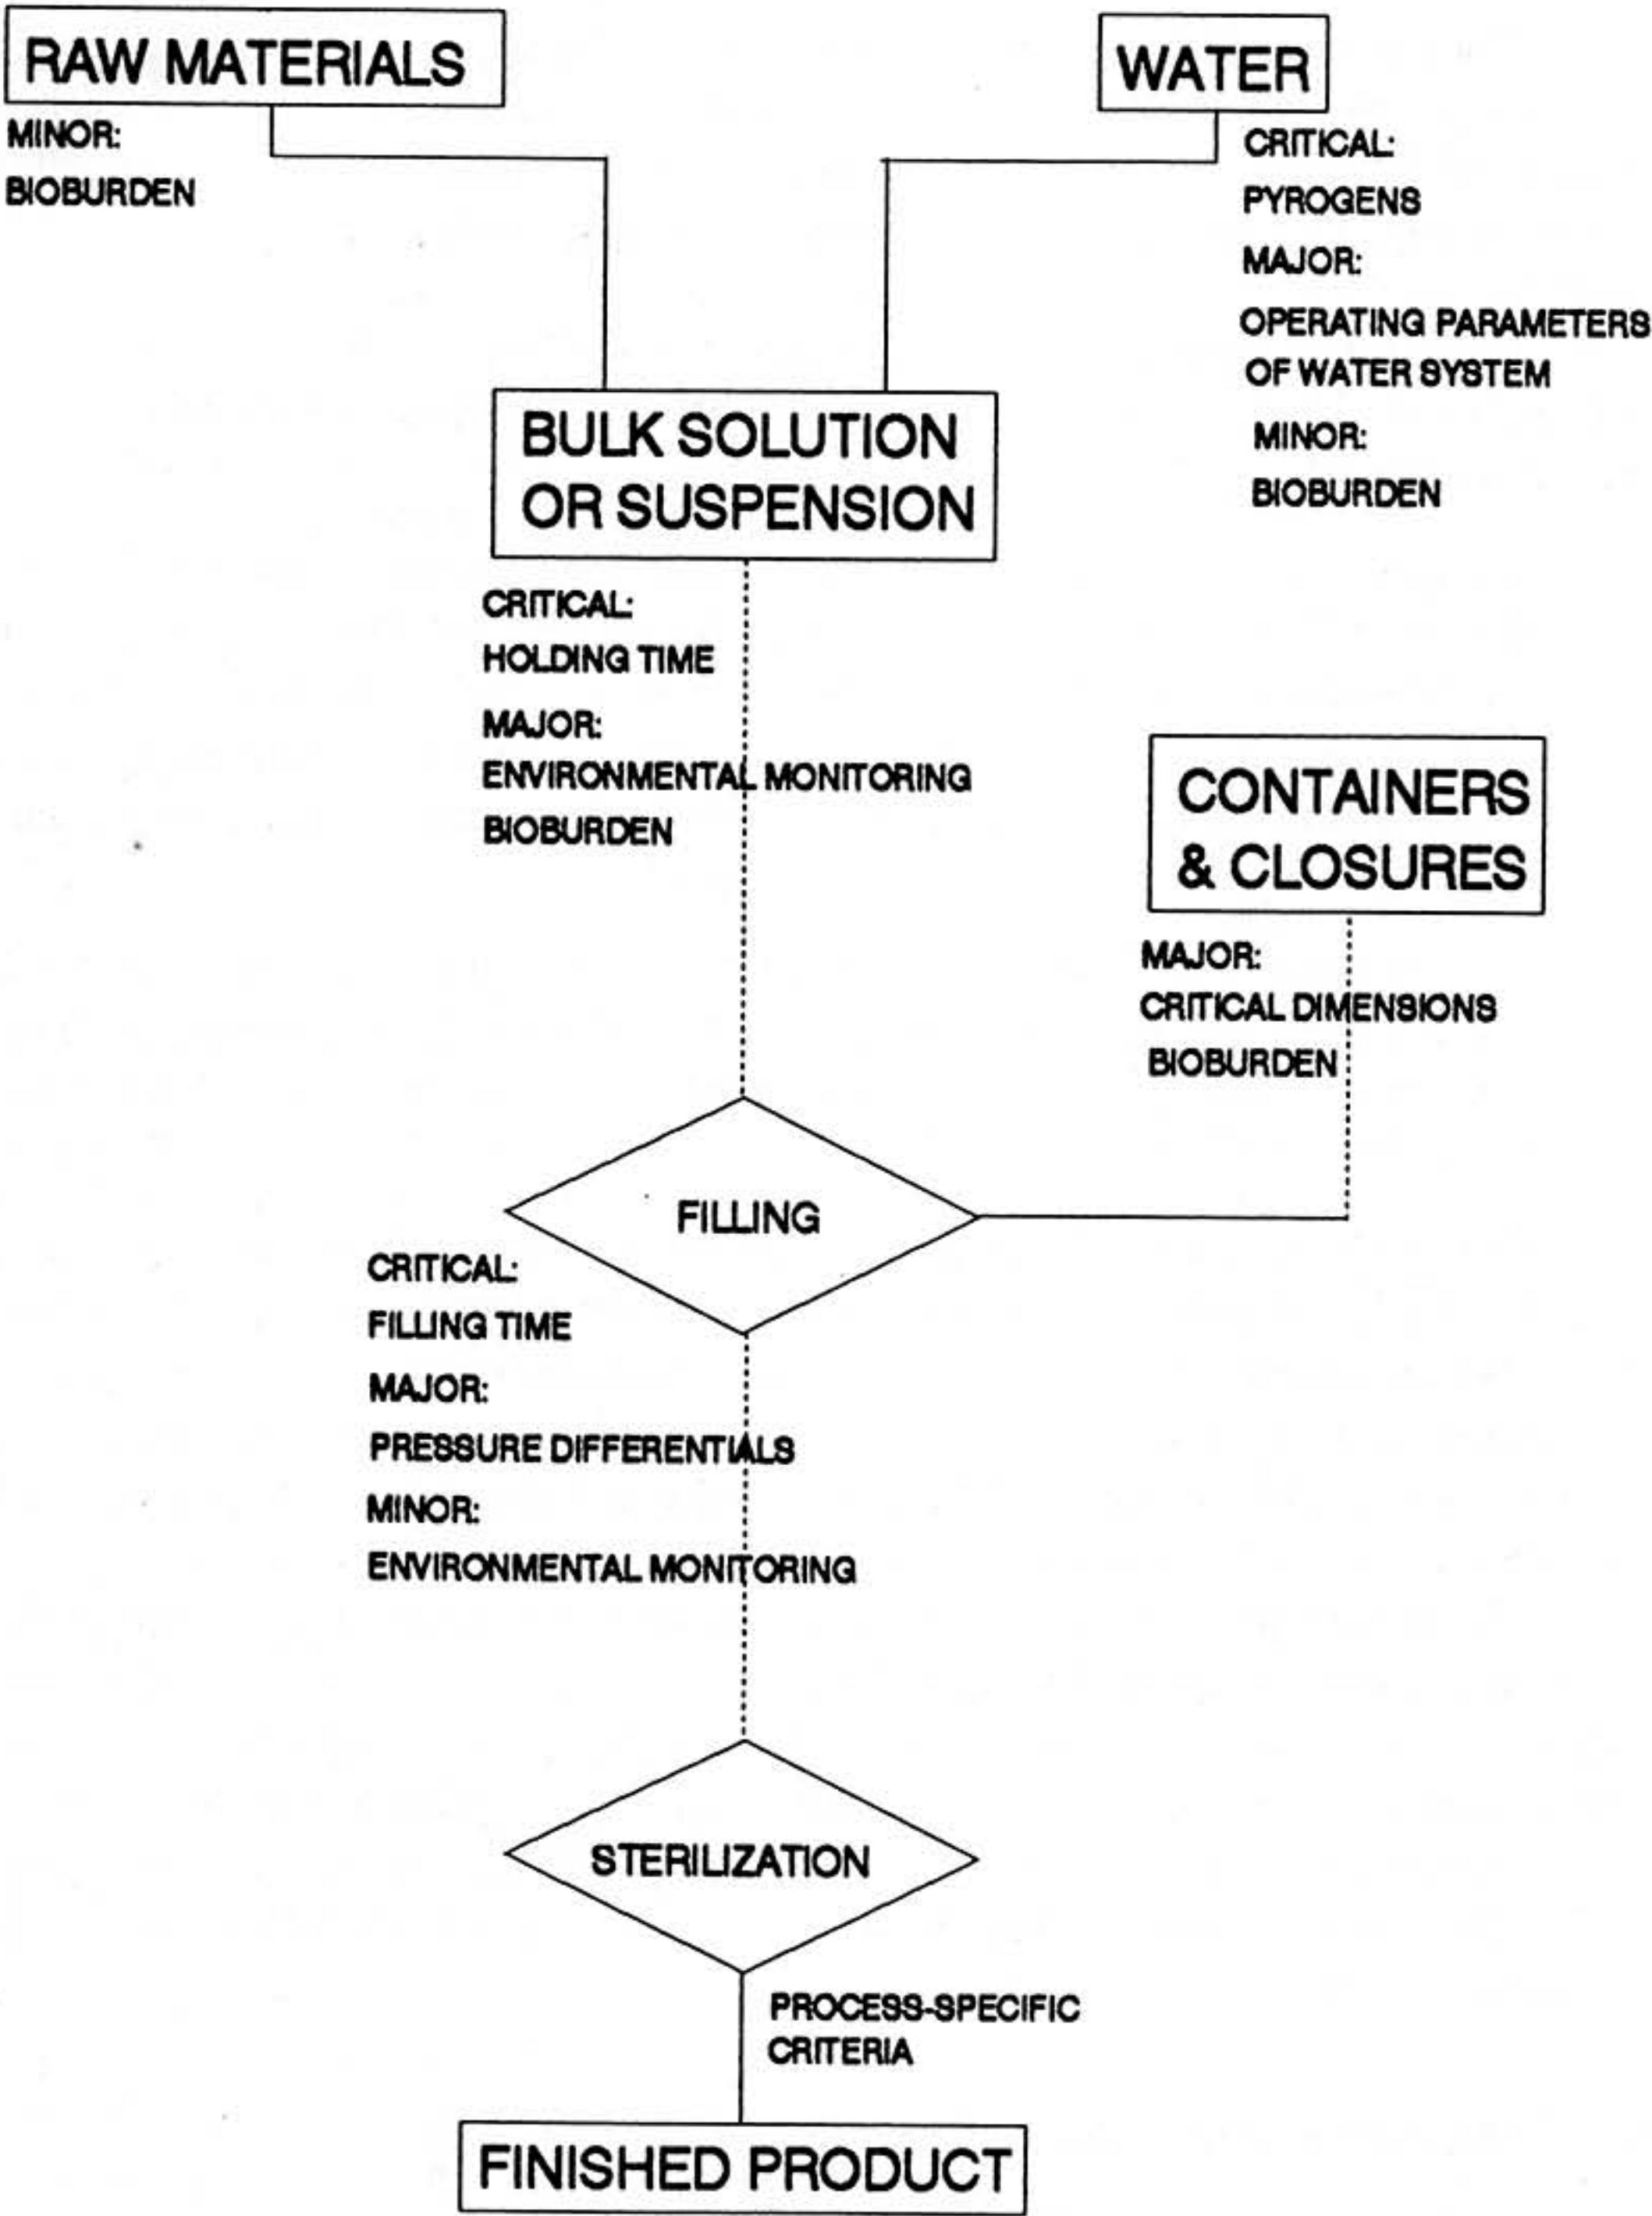 RAW MATERIALS
MINOR:
BIOBURDEN
WATER
CRITICAL:
PYROGENS
MAJOR:
OPERATING PARAMETERS
OF WATER SYSTEM
MINOR:
BIOBURDEN
BULK SOLUTION
OR SUSPENSION
CRITICAL:
HOLDING TIME
MAJOR:
ENVIRONMENTAL MONITORING
BIOBURDEN
CONTAINERS
& CLOSURES
MAJOR:
CRITICAL DIMENSIONS
BIOBURDEN
FILLING
CRITICAL:
FILLING TIME
MAJOR:
PRESSURE DIFFERENTIALS
MINOR:
ENVIRONMENTAL MONITORING
STERILIZATION
PROCESS-SPECIFIC
CRITERIA
FINISHED PRODUCT